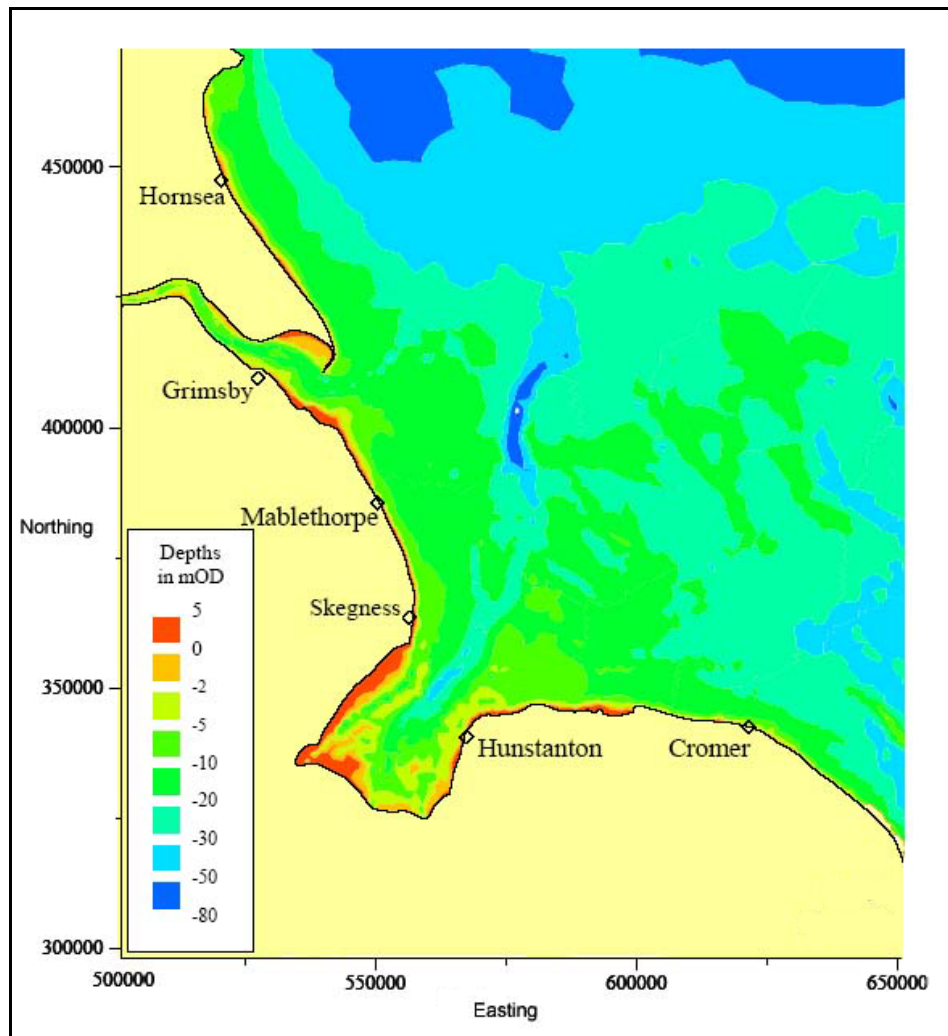 450000
Hornsea
Grimsby
400000
Mablethorpe
Northing
Depths
in mOD
5
0
-2
-5
-10
-20
-30
-50
-80
Skegness
350000
Hunstanton
Cromer
300000
500000
550000
600000
650000
Easting